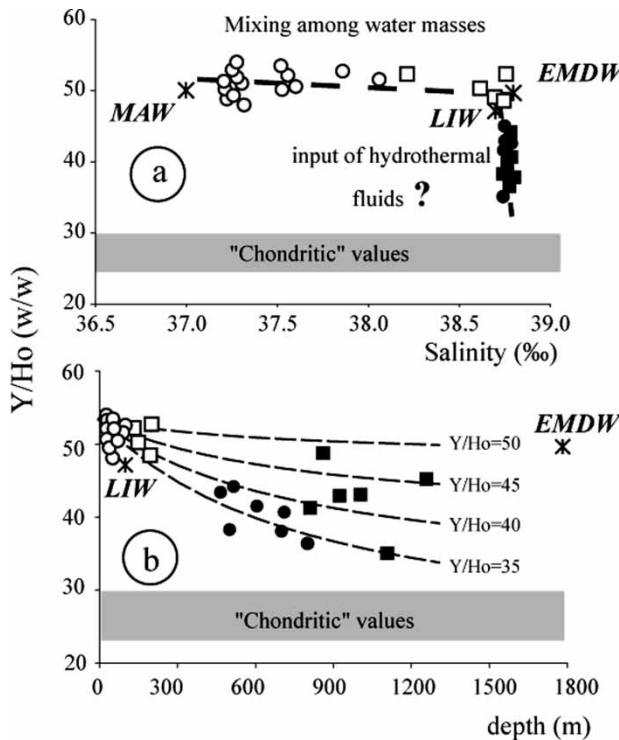 60
Mixing among water masses
50
EMDW
MAW
LIW
40
input of hydrothermal
a
fluids ?
30
"Chondritic" values
20
36.5 37.0 37.5 38.0 38.5 39.0
Salinity (‰)
Y/Ho (w/w)
60
50
EMDW
Y/Ho=50
LIW
Y/Ho=45
40
Y/Ho=40
b
Y/Ho=35
30
"Chondritic" values
20
0 300 600 900 1200 1500 1800
depth (m)